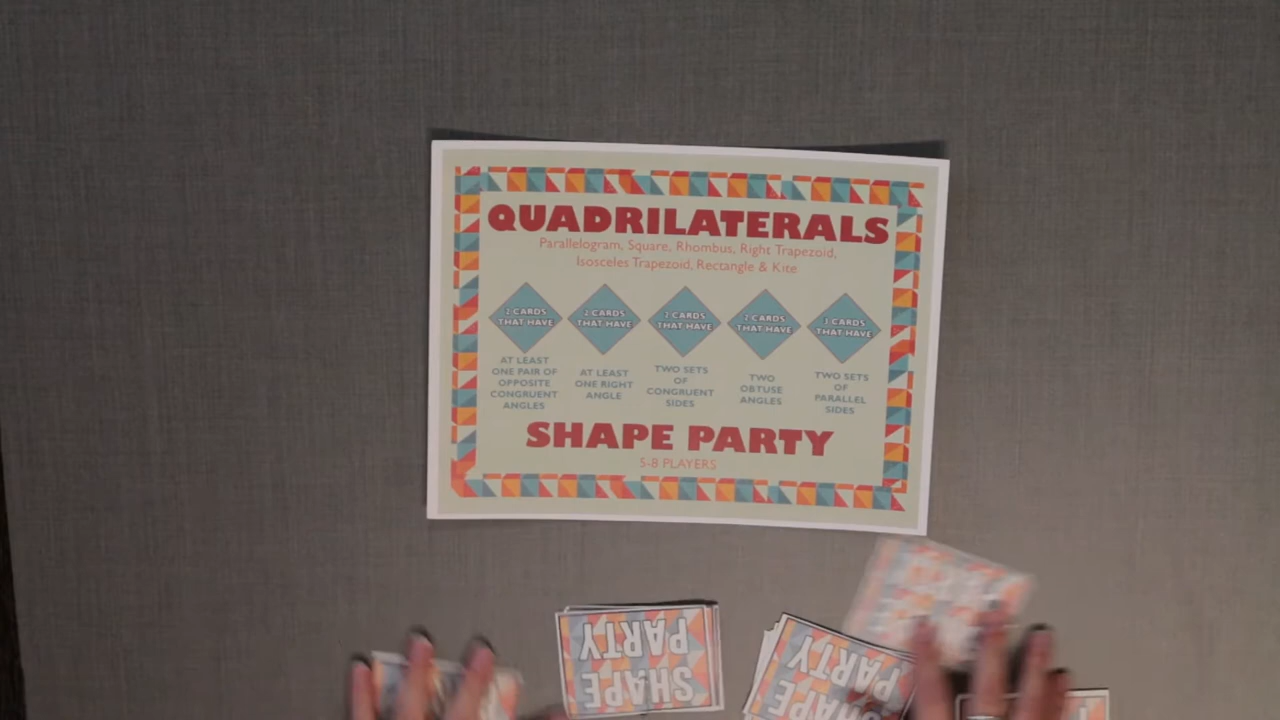 QUADRILATERALS
Parallelogram, Square, Rhombus, Right Trapezoid,
Isosceles Trapezoid, Rectangle & Kite
2 CARDS
THAT HAVE
2 CARDS
THAT HAVE
2 CARDS
THAT HAVE
2 CARDS
THAT HAVE
3 CARDS
THAT HAVE
AT LEAST
ONE PAIR OF
OPPOSITE
CONGRUENT
ANGLES
AT LEAST
ONE RIGHT
ANGLE
TWO SETS
OF
CONGRUENT
SIDES
TWO
OBTUSE
ANGLES
TWO SETS
OF
PARALLEL
SIDES
SHAPE PARTY
5-8 PLAYERS
SHAPE
PARTY
SHAPE
PARTY